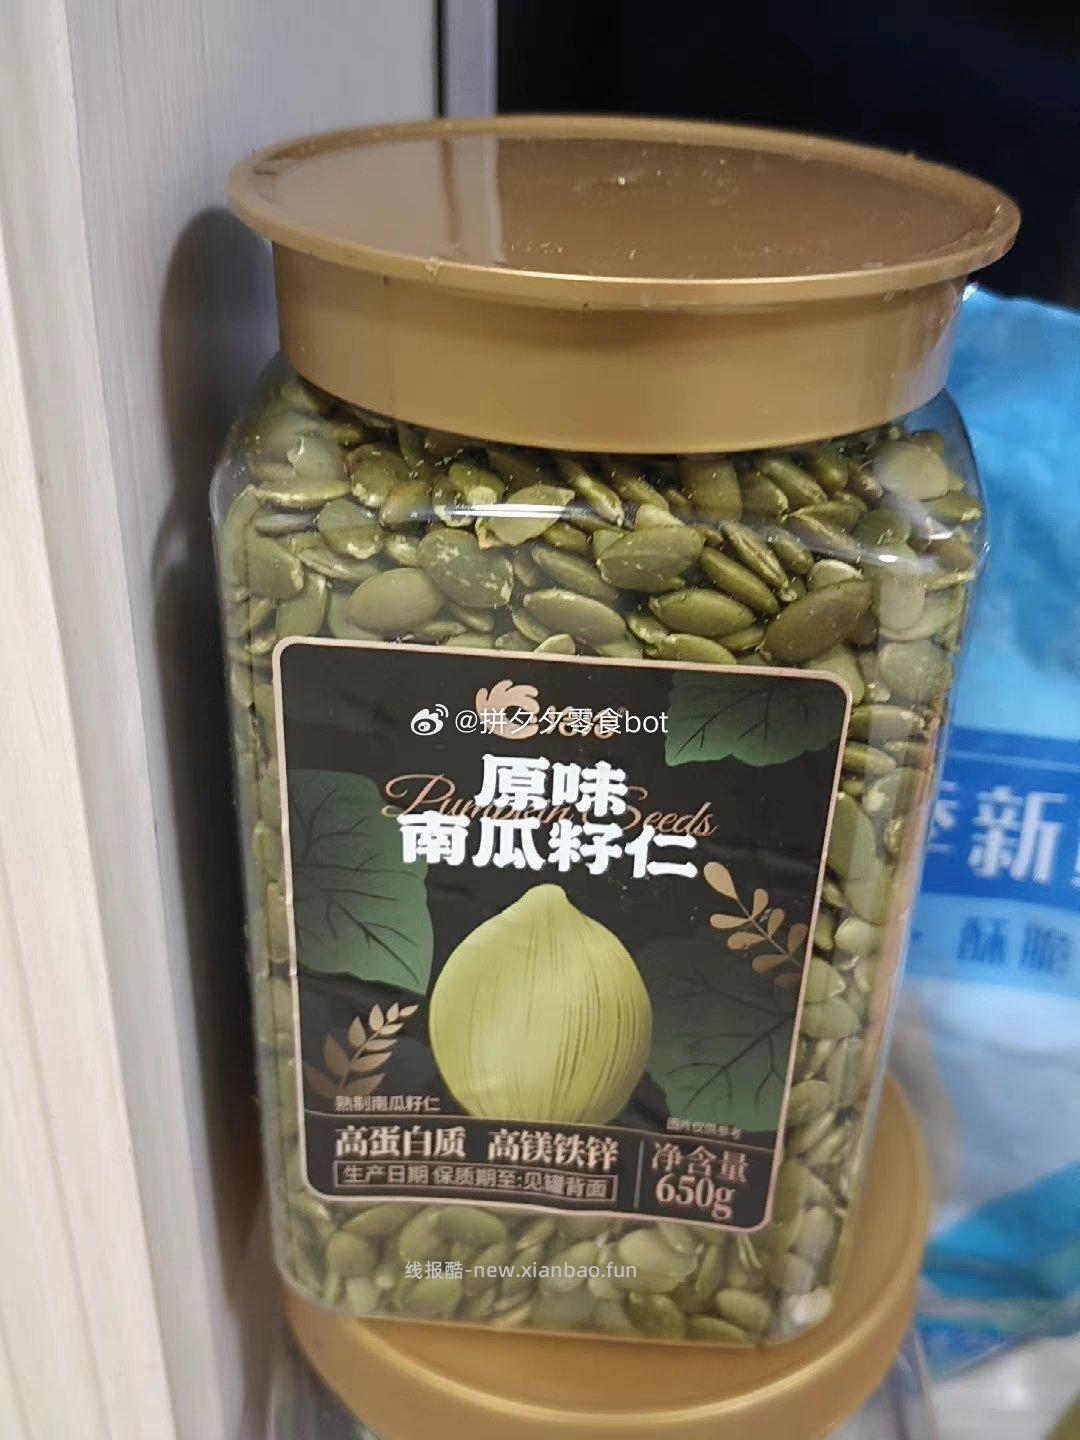 @拼夕夕零食bot
原味
Pumpkin Seeds
南瓜籽仁
熟制南瓜籽仁
图片仅供参考
高蛋白质 高镁铁锌
净含量
生产日期 保质期至:见罐背面
650g
线报酷-new.xianbao.fun
新
酥脆